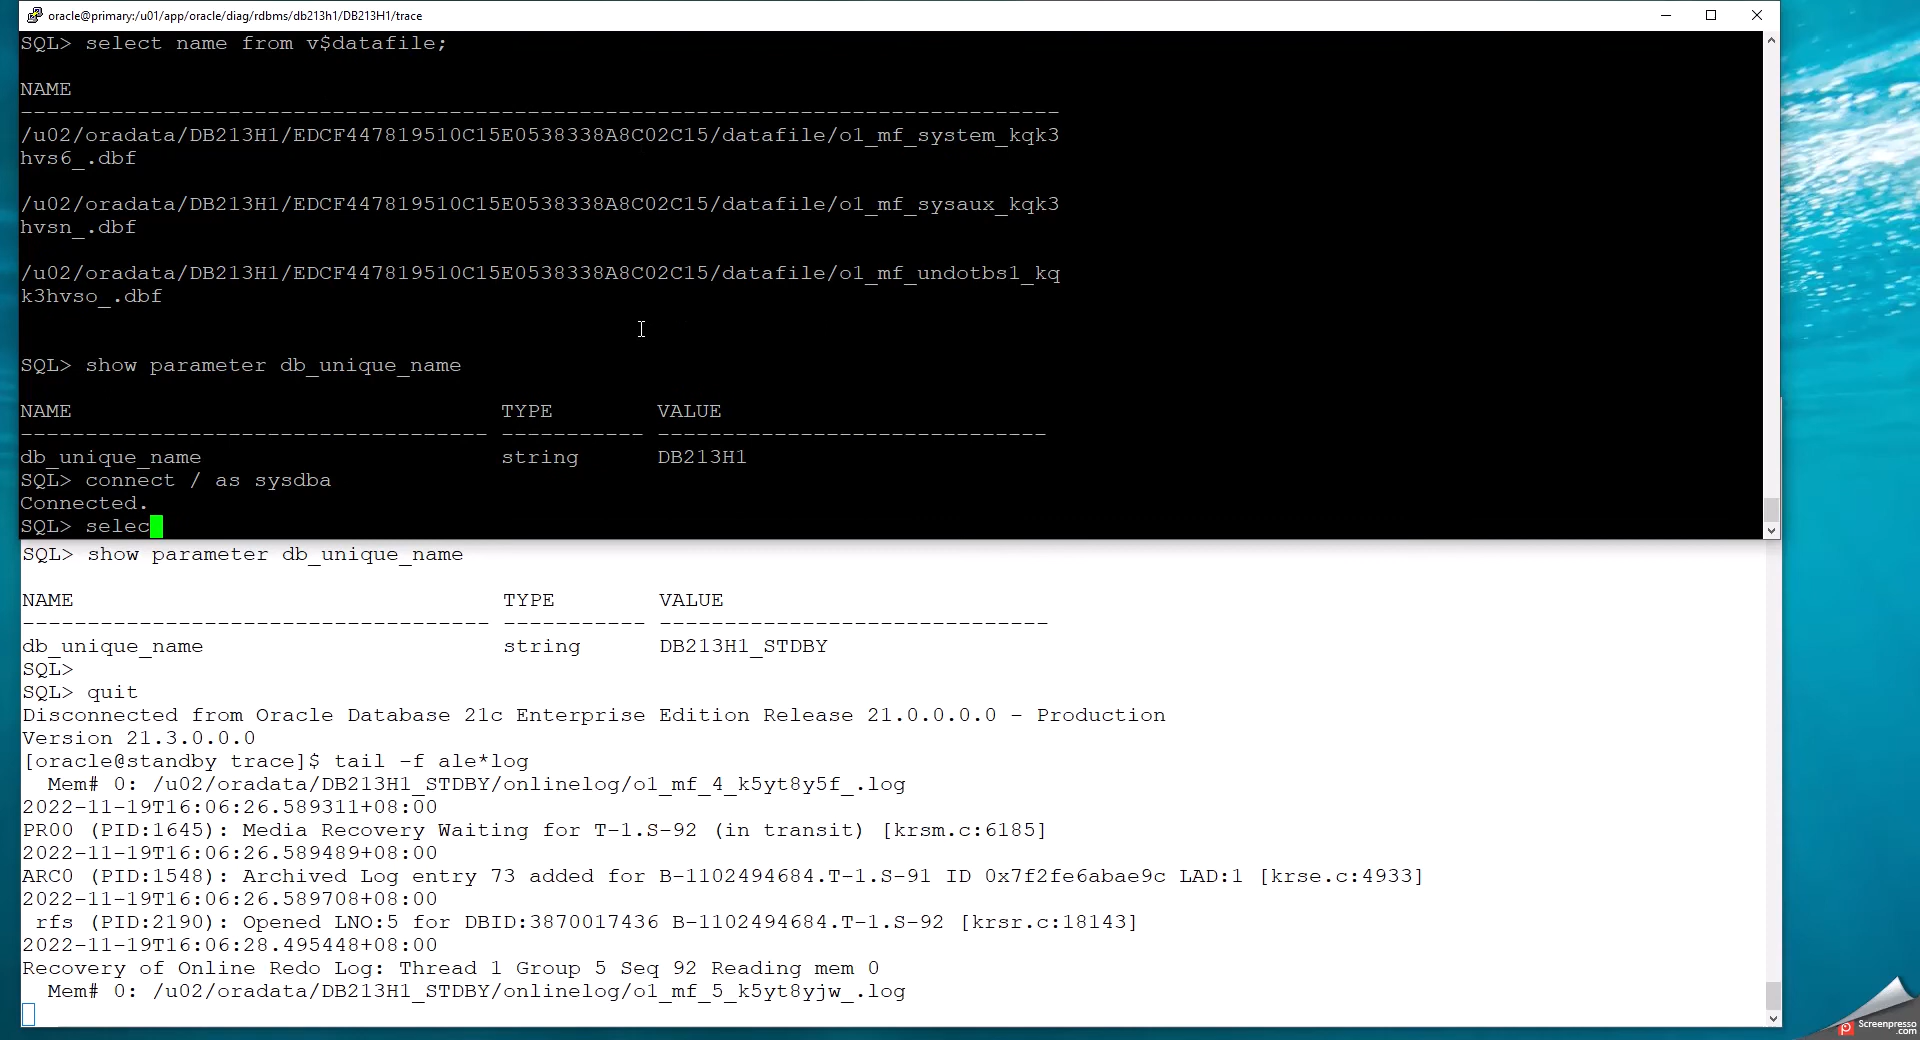 oracle@primary:/u01/app/oracle/diag/rdbms/db213h1/DB213H1/trace
SQL> select name from v$datafile;
NAME
--------------------------------------------------------------------------------
/u02/oradata/DB213H1/EDCF447819510C15E0538338A8C02C15/datafile/o1_mf_system_kqk3
hvs6_.dbf
/u02/oradata/DB213H1/EDCF447819510C15E0538338A8C02C15/datafile/o1_mf_sysaux_kqk3
hvsn_.dbf
/u02/oradata/DB213H1/EDCF447819510C15E0538338A8C02C15/datafile/o1_mf_undotbs1_kq
k3hvso_.dbf
SQL> show parameter db_unique_name
NAME TYPE VALUE
------------------------------------ ----------- ------------------------------
db_unique_name string DB213H1
SQL> connect / as sysdba
Connected.
SQL> selec
SQL> show parameter db_unique_name
NAME TYPE VALUE
------------------------------------ ----------- ------------------------------
db_unique_name string DB213H1_STDBY
SQL>
SQL> quit
Disconnected from Oracle Database 21c Enterprise Edition Release 21.0.0.0.0 - Production
Version 21.3.0.0.0
[oracle@standby trace]$ tail -f ale*log
Mem# 0: /u02/oradata/DB213H1_STDBY/onlinelog/o1_mf_4_k5yt8y5f_.log
2022-11-19T16:06:26.589311+08:00
PR00 (PID:1645): Media Recovery Waiting for T-1.S-92 (in transit) [krsm.c:6185]
2022-11-19T16:06:26.589489+08:00
ARC0 (PID:1548): Archived Log entry 73 added for B-1102494684.T-1.S-91 ID 0x7f2fe6abae9c LAD:1 [krse.c:4933]
2022-11-19T16:06:26.589708+08:00
rfs (PID:2190): Opened LNO:5 for DBID:3870017436 B-1102494684.T-1.S-92 [krsr.c:18143]
2022-11-19T16:06:28.495448+08:00
Recovery of Online Redo Log: Thread 1 Group 5 Seq 92 Reading mem 0
Mem# 0: /u02/oradata/DB213H1_STDBY/onlinelog/o1_mf_5_k5yt8yjw_.log
Screenpresso
.com